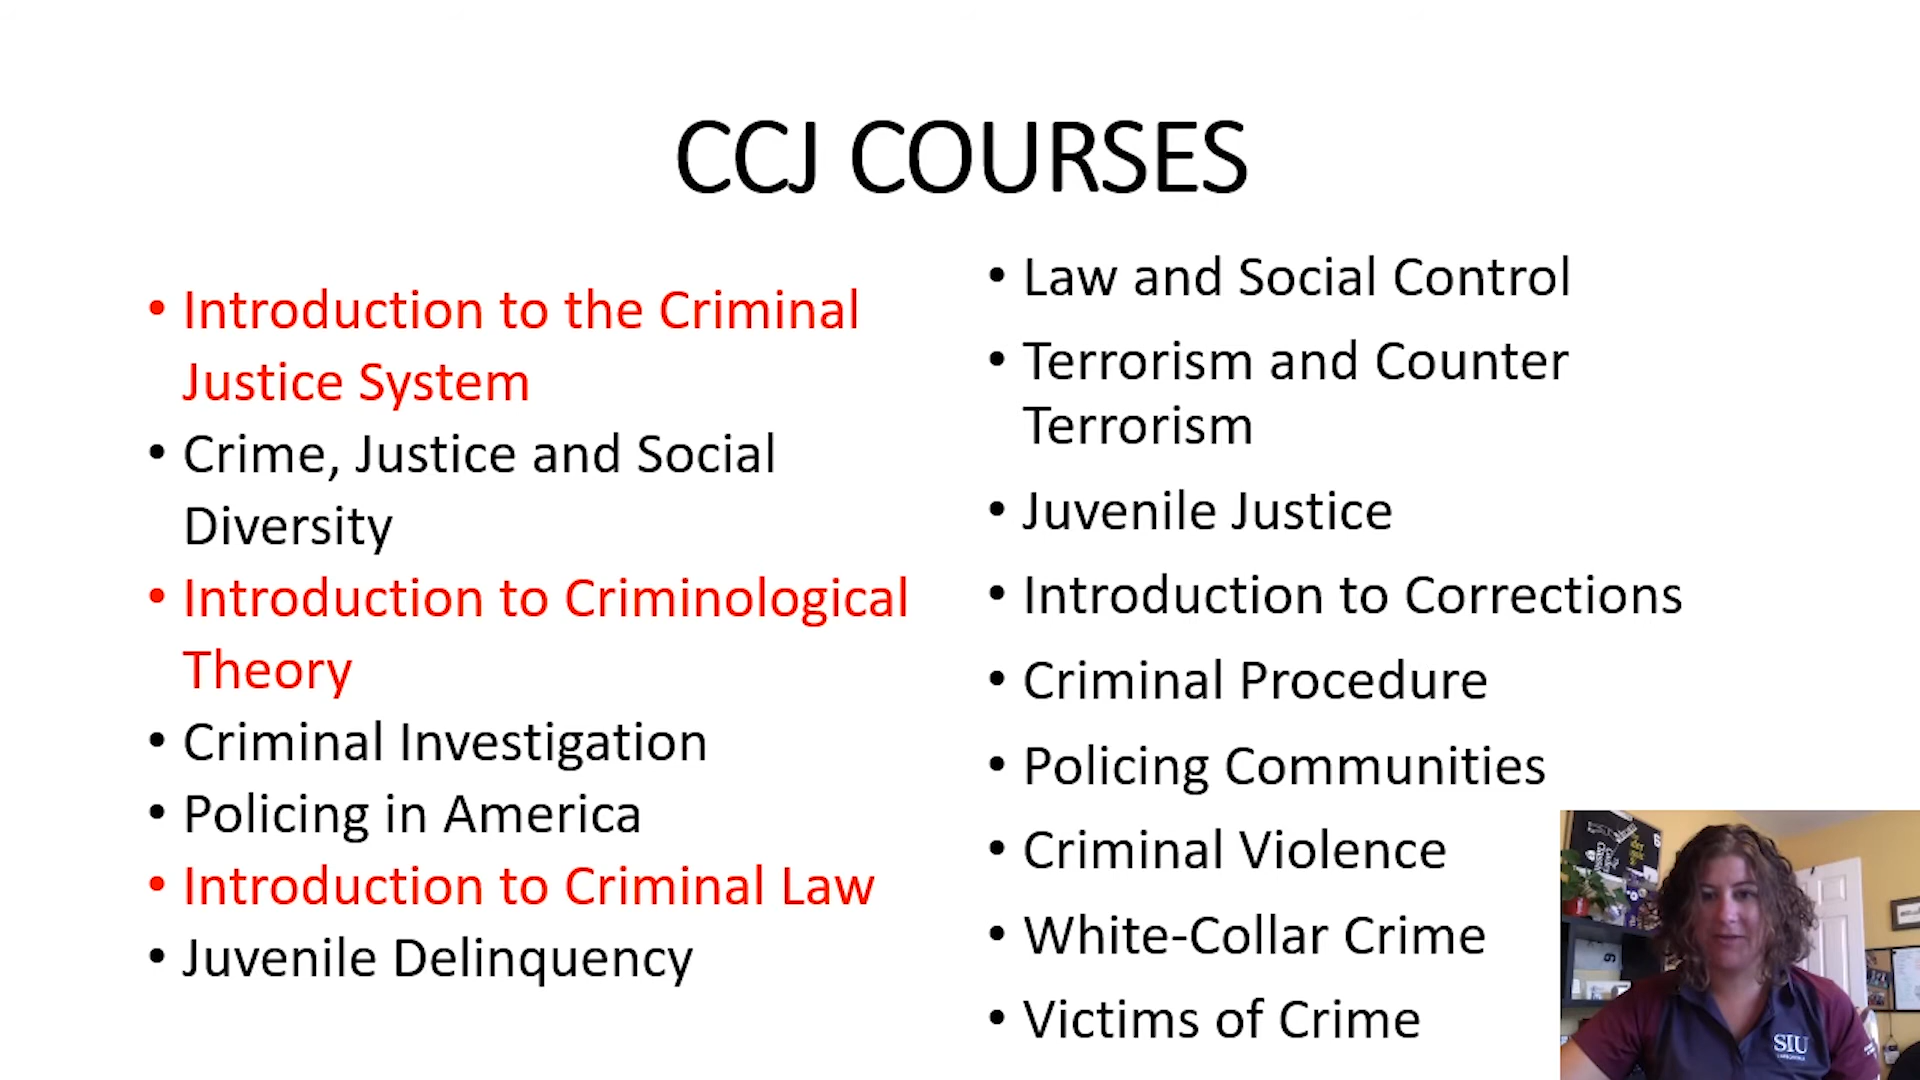 CCJ COURSES
• Introduction to the Criminal
Justice System
• Crime, Justice and Social
Diversity
• Introduction to Criminological
Theory
• Criminal Investigation
• Policing in America
• Introduction to Criminal Law
• Juvenile Delinquency
• Law and Social Control
• Terrorism and Counter
Terrorism
• Juvenile Justice
• Introduction to Corrections
• Criminal Procedure
• Policing Communities
• Criminal Violence
• White-Collar Crime
• Victims of Crime
SIU